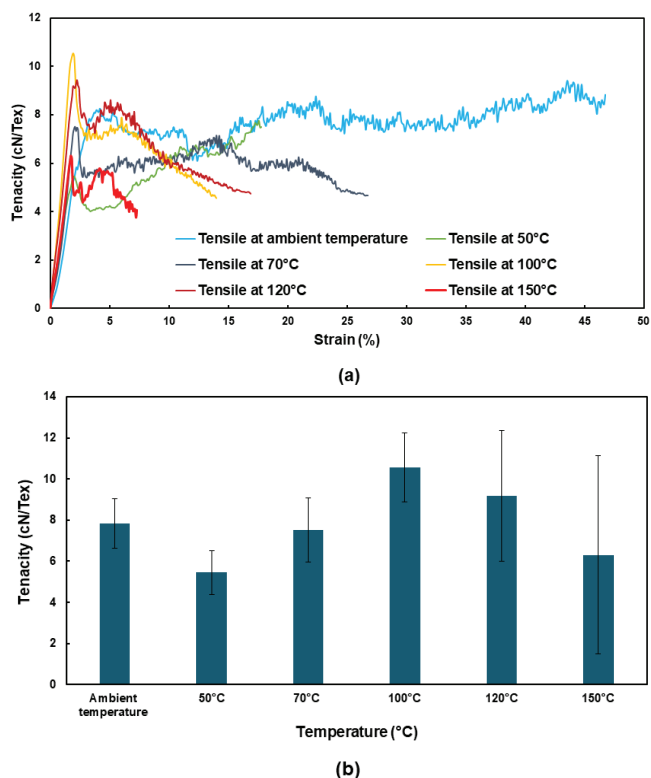 12
10
8
6
4
2
0
Tenacity (cN/Tex)
Tensile at ambient temperature
Tensile at 50°C
Tensile at 70°C
Tensile at 100°C
Tensile at 120°C
Tensile at 150°C
0 5 10 15 20 25 30 35 40 45 50
Strain (%)
(a)
14
12
10
8
6
4
2
0
Tenacity (cN/Tex)
Ambient temperature 50°C 70°C 100°C 120°C 150°C
Temperature (°C)
(b)